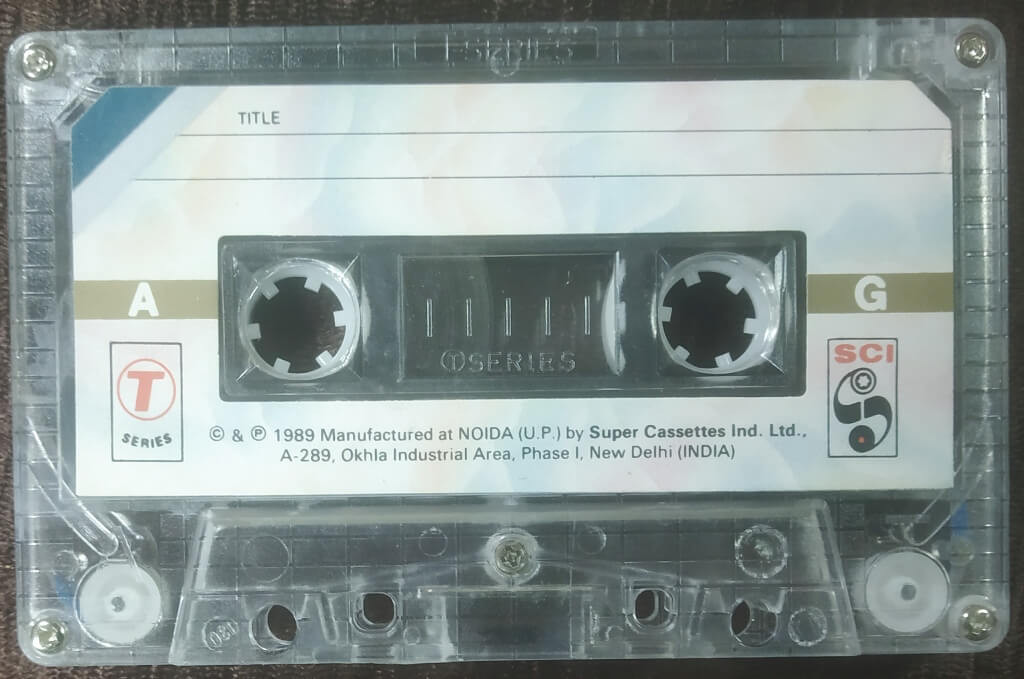 SERIES
TITLE
A
G
T SERIES
T
SERIES
SCI
© & ℗ 1989 Manufactured at NOIDA (U.P.) by Super Cassettes Ind. Ltd.,
A-289, Okhla Industrial Area, Phase I, New Delhi (INDIA)